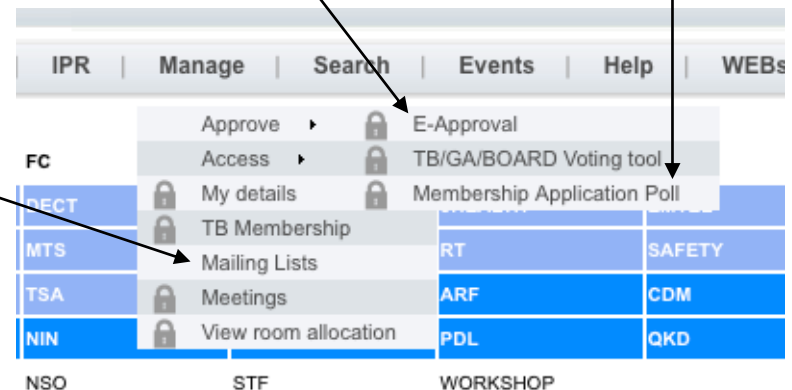 IPR | Manage | Search | Events | Help | WEBs
Approve E-Approval
FC Access TB/GA/BOARD Voting tool
My details Membership Application Poll
DECT
TB Membership
MTS RT SAFETY
Mailing Lists
TSA Meetings ARF CDM
NIN View room allocation PDL QKD
NSO STF WORKSHOP